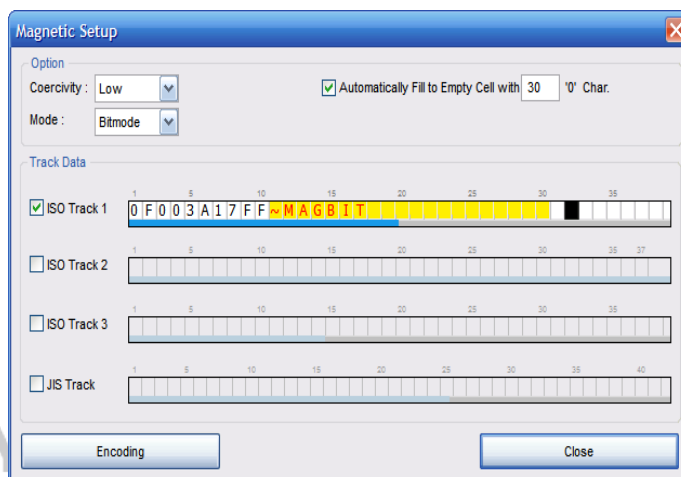 Magnetic Setup
Option
Coercivity : Low
Automatically Fill to Empty Cell with 30 '0' Char.
Mode : Bitmode
Track Data
1 5 10 15 20 25 30 35
ISO Track 1 0F003A17FF~MAGBIT
1 5 10 15 20 25 30 35 37
ISO Track 2
1 5 10 15 20 25 30 35
ISO Track 3
1 5 10 15 20 25 30 35 40
JIS Track
Encoding Close